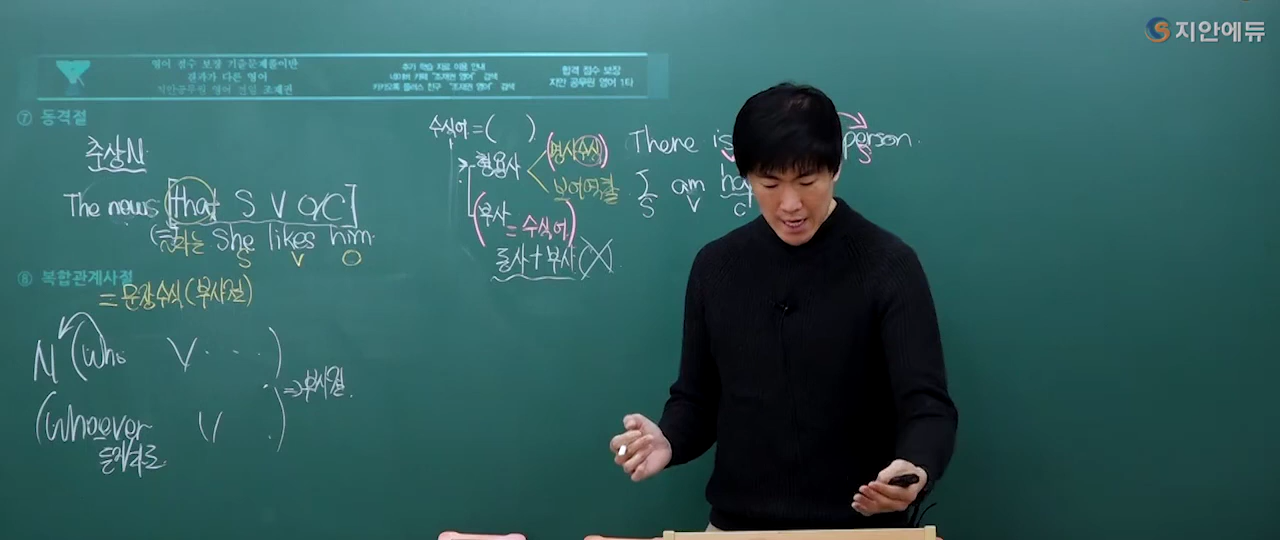 지안에듀
영어 점수 보장 기출문제풀이반
결과가 다른 영어
지안공무원 영어 전임 조재권
추가 학습 자료 이용 안내
네이버 카페 "조재권 영어" 검색
카카오톡 플러스 친구 "조재권 영어" 검색
합격 점수 보장
지안 공무원 영어 1타
⑦ 동격절
추상N
The news [that S V O/C]
라는 She likes him.
S V O
⑧ 복합관계사절
= 문장수식(부사절)
N (Who V ...)
⇒ 부사절.
(Whoever V .)
든지라도
수식어 = ( )
형용사
(명사수식)
보어역할
(부사 = 수식어)
동사+부사(X)
There is person.
S
I am ha
S V C